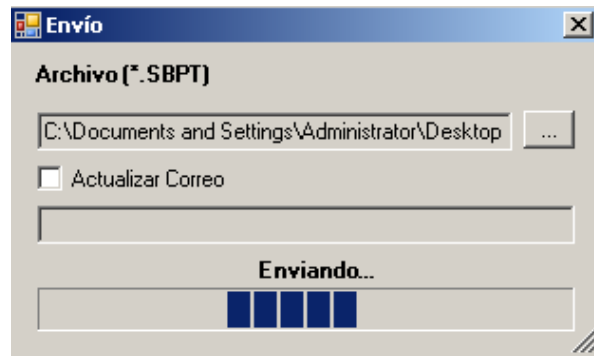 Envío
Archivo (*.SBPT)
C:\Documents and Settings\Administrator\Desktop
...
Actualizar Correo
Enviando...